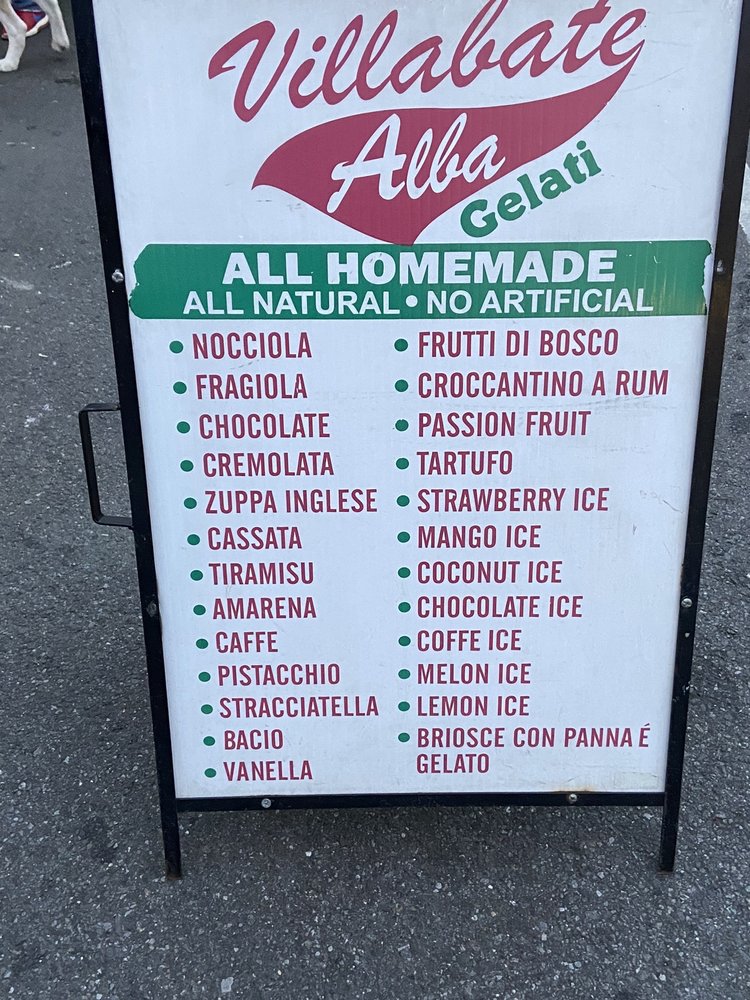 Villabate
Alba
Gelati
ALL HOMEMADE
ALL NATURAL • NO ARTIFICIAL
• NOCCIOLA
• FRAGIOLA
• CHOCOLATE
• CREMOLATA
• ZUPPA INGLESE
• CASSATA
• TIRAMISU
• AMARENA
• CAFFE
• PISTACCHIO
• STRACCIATELLA
• BACIO
• VANELLA
• FRUTTI DI BOSCO
• CROCCANTINO A RUM
• PASSION FRUIT
• TARTUFO
• STRAWBERRY ICE
• MANGO ICE
• COCONUT ICE
• CHOCOLATE ICE
• COFFE ICE
• MELON ICE
• LEMON ICE
• BRIOSCE CON PANNA É
GELATO